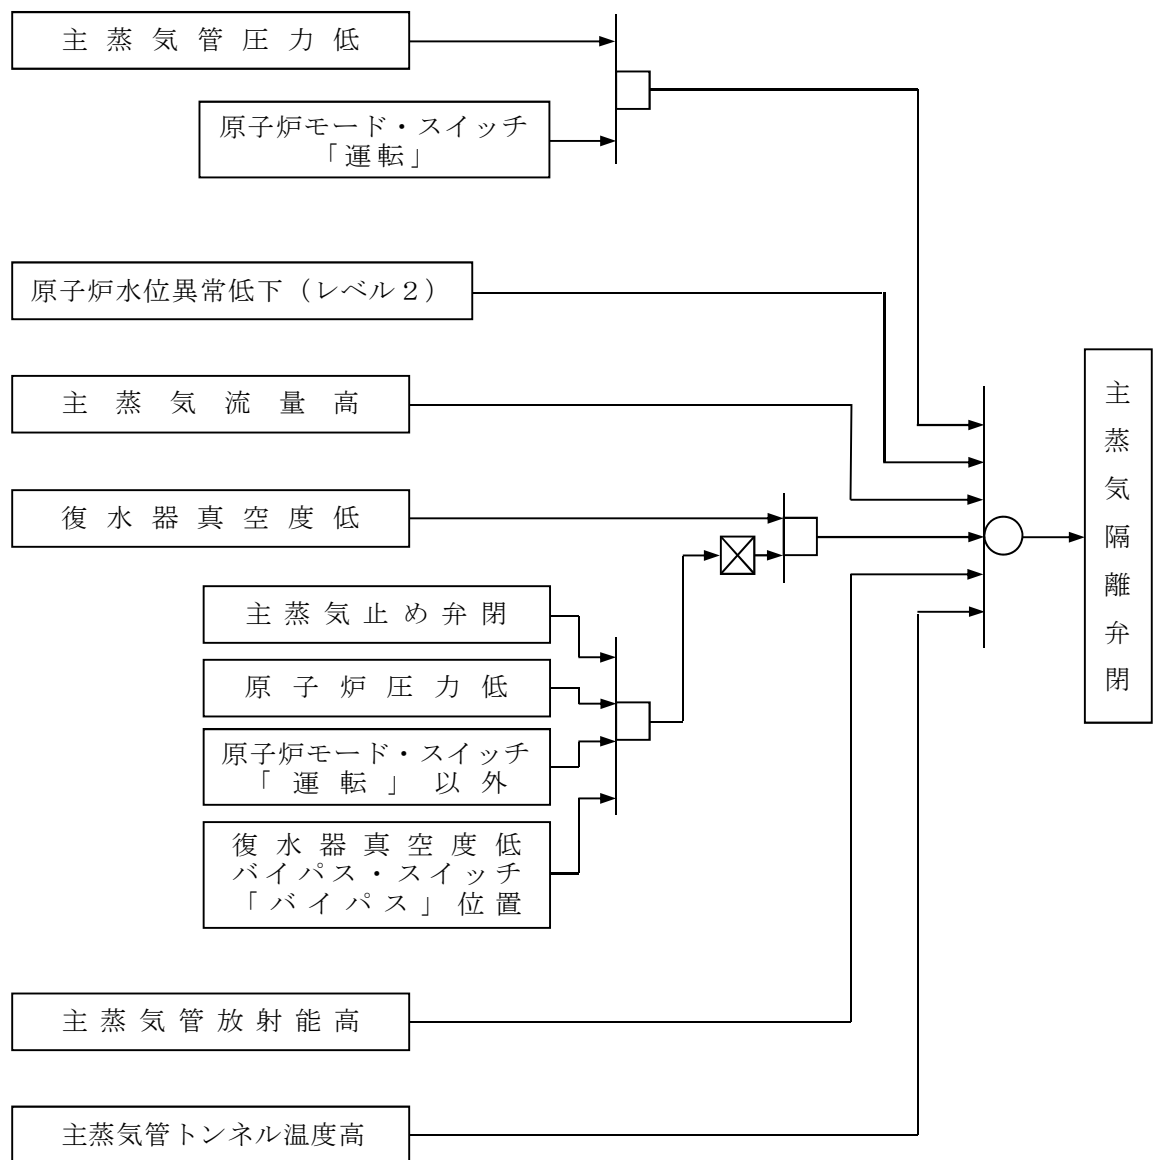 主蒸気管圧力低
原子炉モード・スイッチ
「運転」
原子炉水位異常低下（レベル２）
主蒸気流量高
復水器真空度低
主蒸気止め弁閉
原子炉圧力低
原子炉モード・スイッチ
「運転」以外
復水器真空度低
バイパス・スイッチ
「バイパス」位置
主蒸気管放射能高
主蒸気管トンネル温度高
主蒸気隔離弁閉